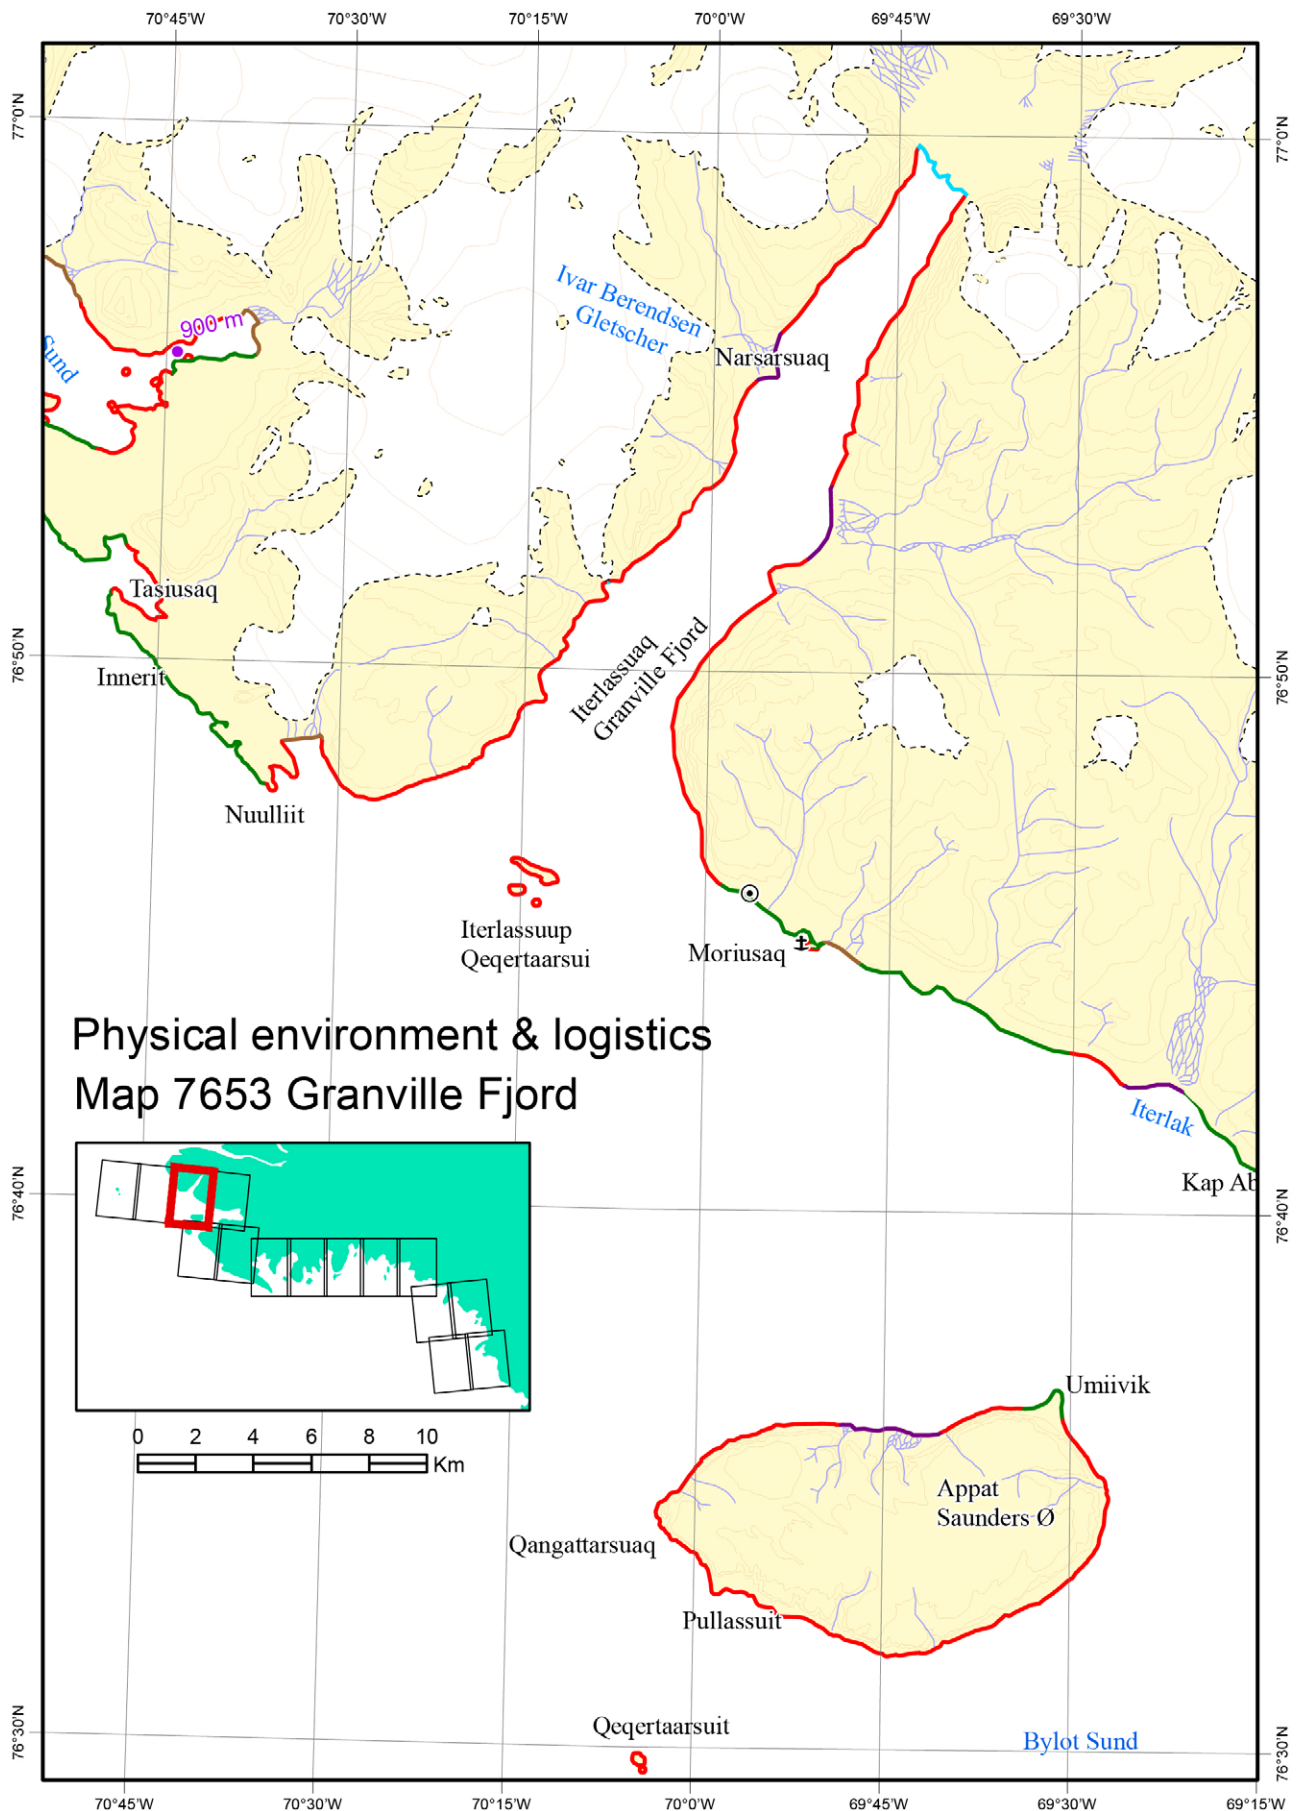 70°45'W 70°30'W 70°15'W 70°0'W 69°45'W 69°30'W
77°0'N 77°0'N
Ivar Berendsen
Gletscher
900 m
Sund
Narsarsuaq
Tasiusaq
Iterlassuaq
Granville Fjord
76°50'N 76°50'N
Innerit
Nuulliit
Iterlassuup
Qeqertaarsui
Moriusaq
Physical environment & logistics
Map 7653 Granville Fjord
Iterlak
Kap Ab
76°40'N 76°40'N
Umiivik
0 2 4 6 8 10
Km
Appat
Saunders Ø
Qangattarsuaq
Pullassuit
Qeqertaarsuit
Bylot Sund
76°30'N 76°30'N
70°45'W 70°30'W 70°15'W 70°0'W 69°45'W 69°30'W 69°15'W